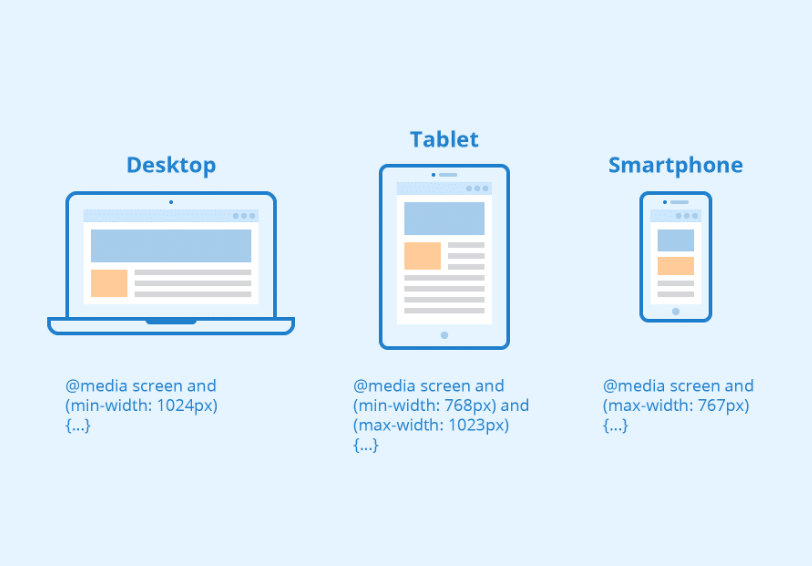 Desktop
@media screen and
(min-width: 1024px)
{...}
Tablet
@media screen and
(min-width: 768px) and
(max-width: 1023px)
{...}
Smartphone
@media screen and
(max-width: 767px)
{...}